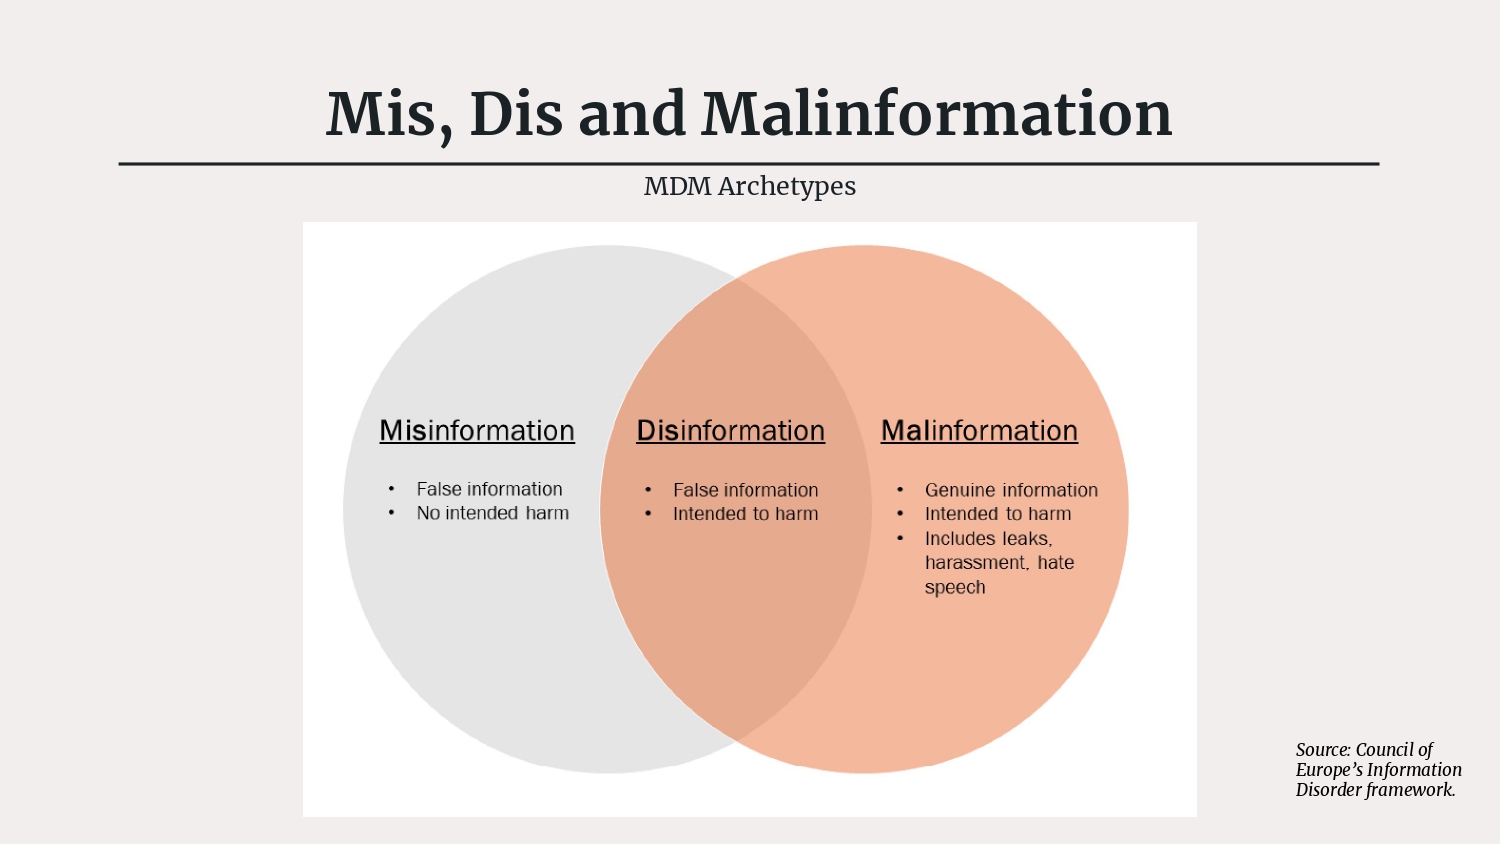 Mis, Dis and Malinformation
MDM Archetypes
Misinformation
• False information
• No intended harm
Disinformation
• False information
• Intended to harm
Malinformation
• Genuine information
• Intended to harm
• Includes leaks,
harassment, hate
speech
Source: Council of
Europe’s Information
Disorder framework.